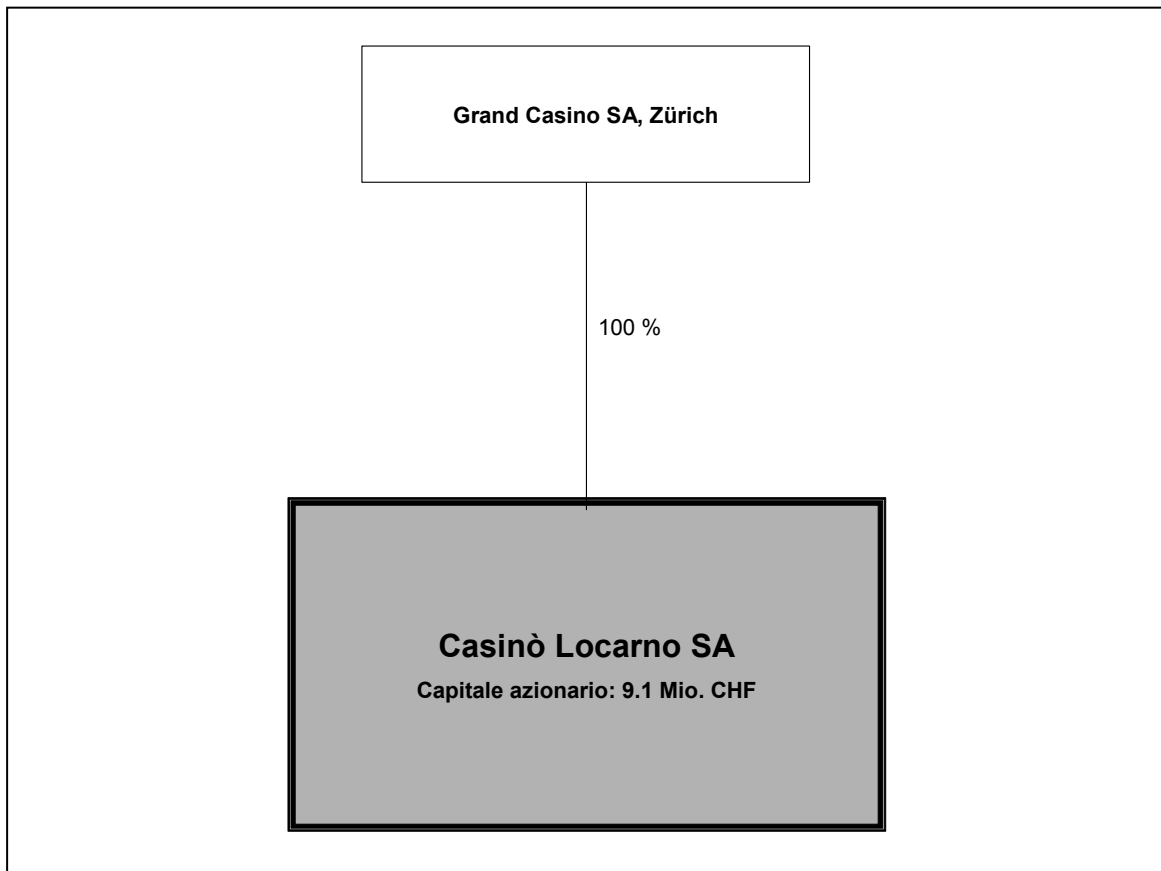 Grand Casino SA, Zürich
100 %
Casinò Locarno SA
Capitale azionario: 9.1 Mio. CHF